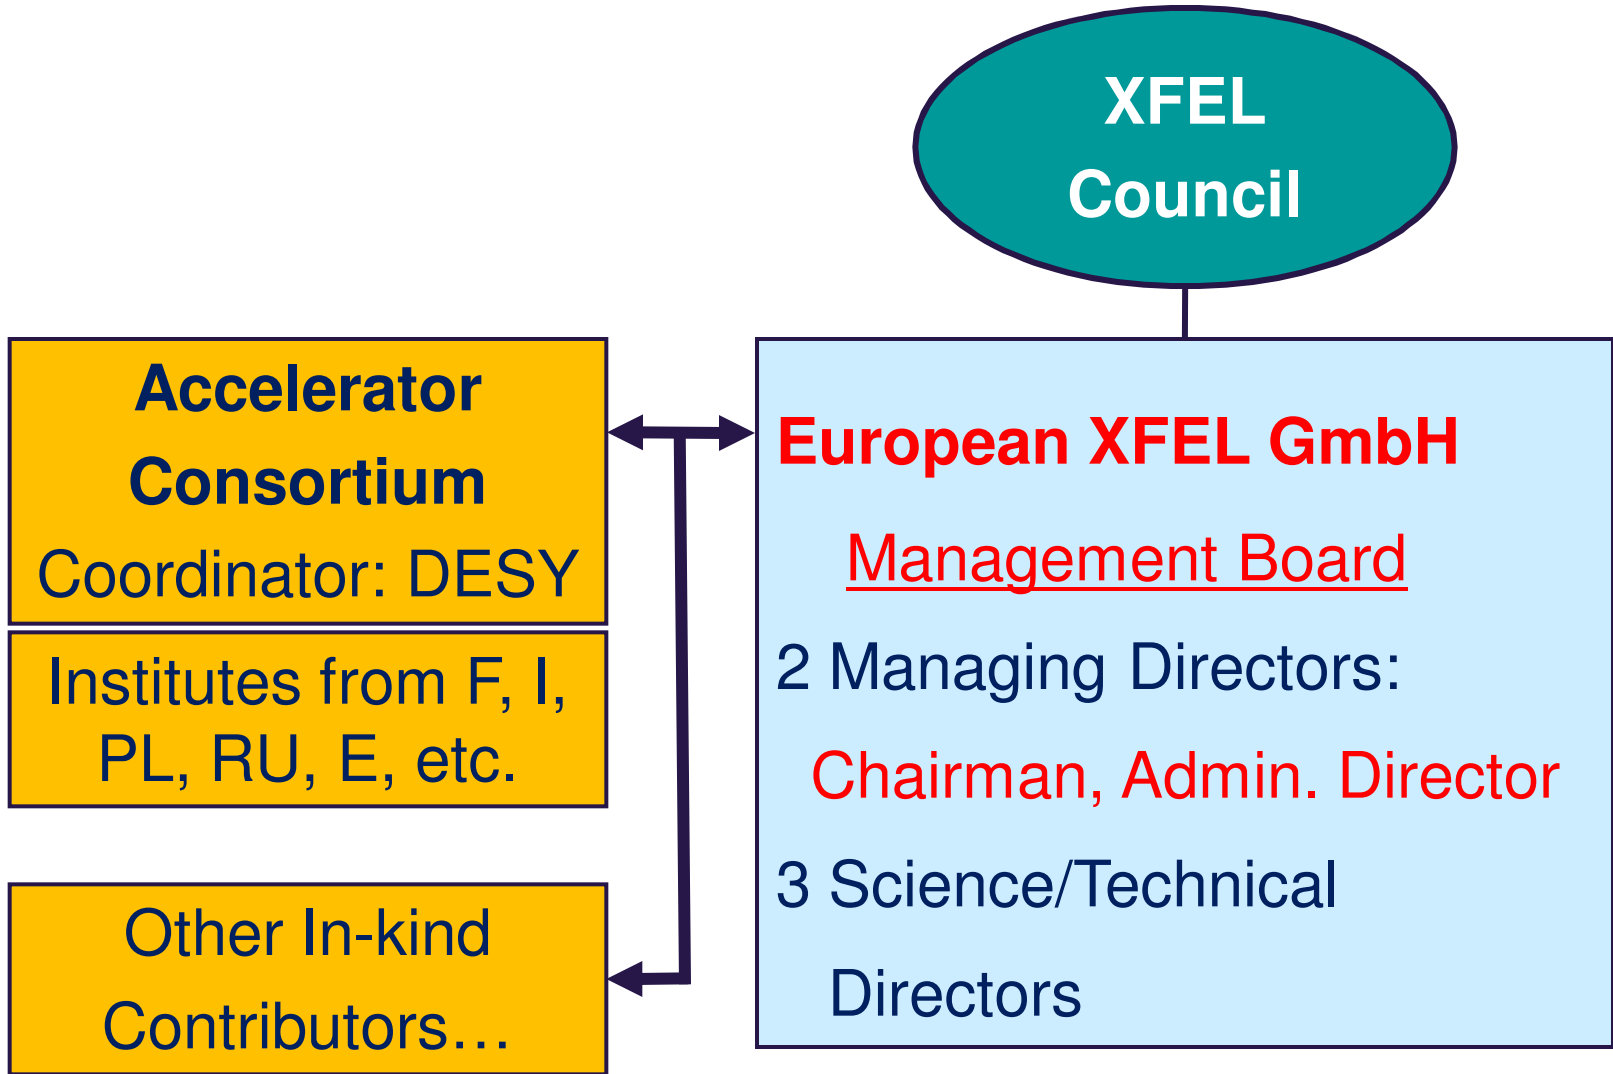 XFEL
Council
Accelerator
Consortium
Coordinator: DESY
Institutes from F, I,
PL, RU, E, etc.
Other In-kind
Contributors…
European XFEL GmbH
Management Board
2 Managing Directors:
Chairman, Admin. Director
3 Science/Technical
Directors